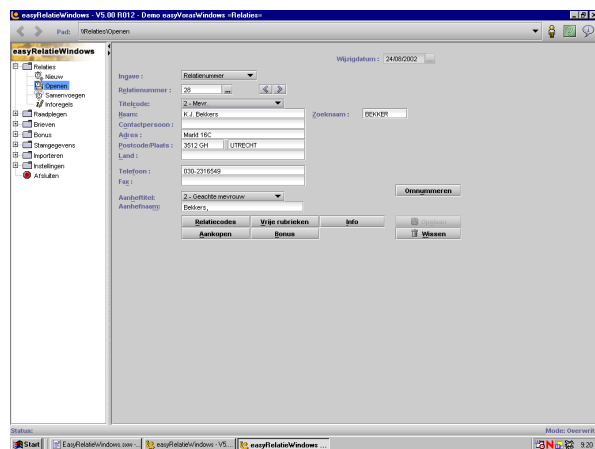 easyRelatieWindows - V5.00 R012 - Demo easyVorasWindows =Relaties=
Pad: \\Relaties\Openen
easyRelatieWindows
Relaties
Nieuw
Openen
Samenvoegen
Inforegels
Raadplegen
Brieven
Bonus
Stamgegevens
Importeren
Instellingen
Afsluiten
Wijzigdatum : 24/08/2002 ...
Ingave : Relatienummer
Relatienummer : 28 ...
Titelcode: 2 - Mevr.
Naam: K.J. Bekkers Zoeknaam : BEKKER
Contactpersoon :
Adres : Markt 16C
Postcode/Plaats : 3512 GH UTRECHT
Land :
Telefoon : 030-2316549
Fax :
Omnummeren
Aanheftitel: 2 - Geachte mevrouw
Aanhefnaam: Bekkers,
Relatiecodes Vrije rubrieken Info Opslaan
Aankopen Bonus Wissen
Status: Mode: Overwrit
Start EasyRelatieWindows.sxw -... easyRelatieWindows - V5.... easyRelatieWindows ... 9:20